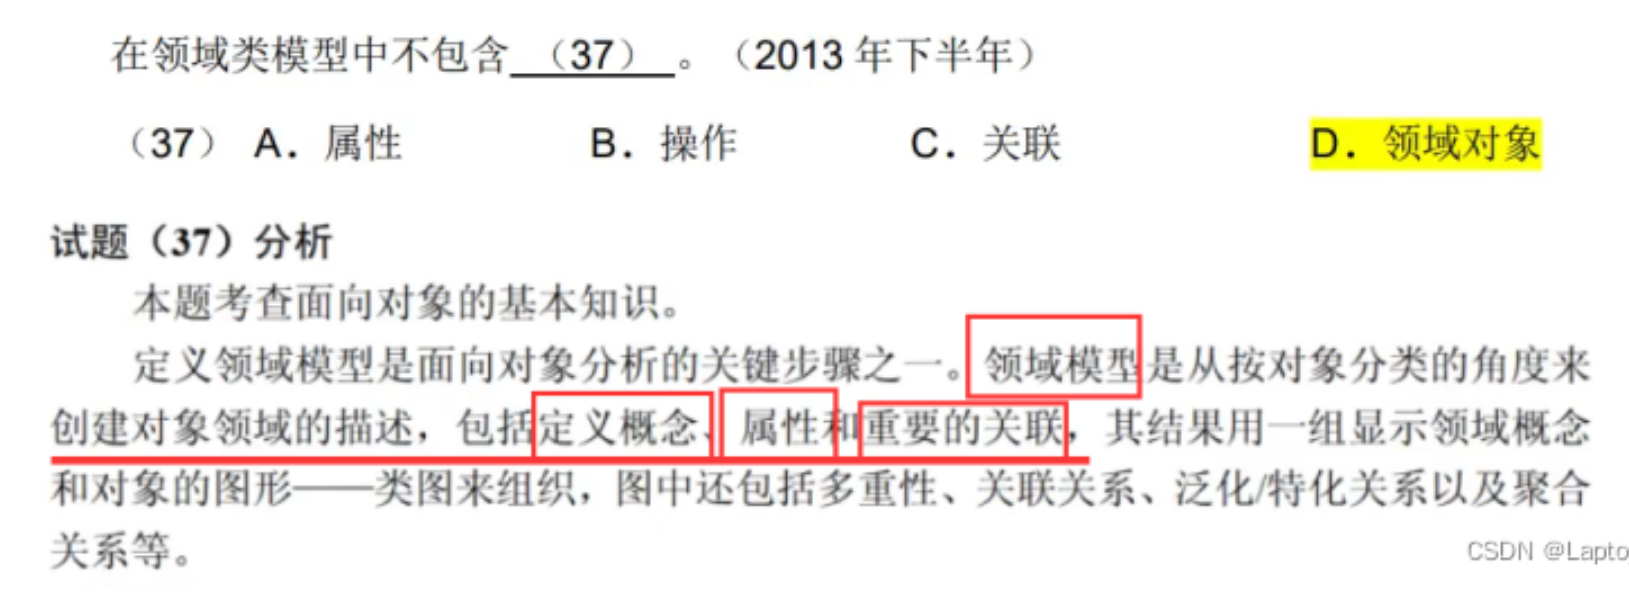 在领域类模型中不包含 （37） 。（2013 年下半年）
（37） A．属性 B．操作 C．关联 D．领域对象
试题（37）分析
本题考查面向对象的基本知识。
定义领域模型是面向对象分析的关键步骤之一。领域模型是从按对象分类的角度来
创建对象领域的描述，包括定义概念、属性和重要的关联，其结果用一组显示领域概念
和对象的图形——类图来组织，图中还包括多重性、关联关系、泛化/特化关系以及聚合
关系等。
CSDN @Lapto